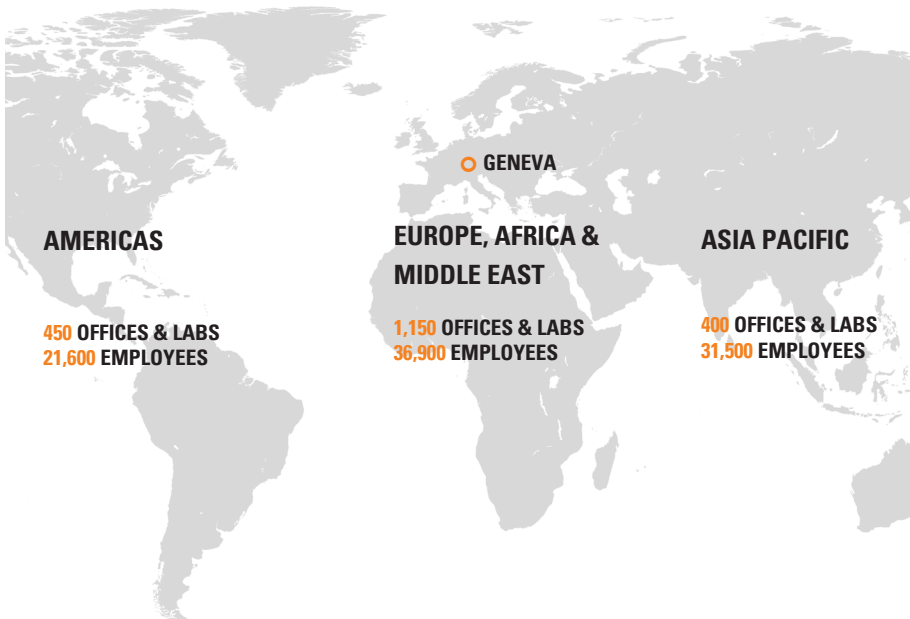 GENEVA
AMERICAS
450 OFFICES & LABS
21,600 EMPLOYEES
EUROPE, AFRICA &
MIDDLE EAST
1,150 OFFICES & LABS
36,900 EMPLOYEES
ASIA PACIFIC
400 OFFICES & LABS
31,500 EMPLOYEES